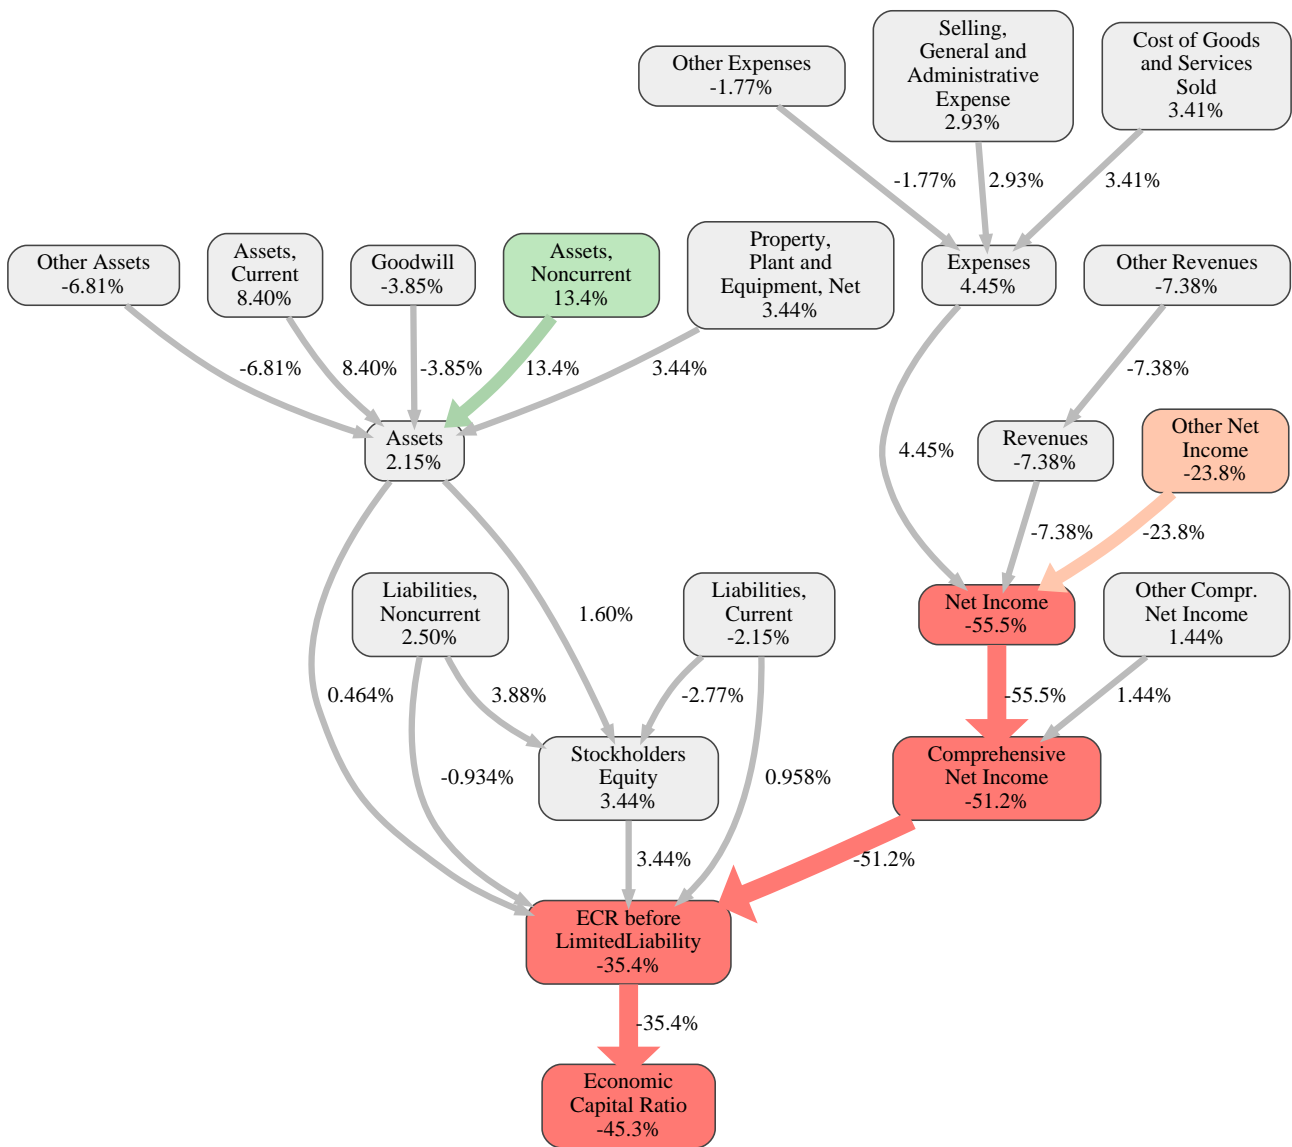 Other Expenses
-1.77%
Selling,
General and
Administrative
Expense
2.93%
Cost of Goods
and Services
Sold
3.41%
-1.77%
2.93%
3.41%
Other Assets
-6.81%
Assets,
Current
8.40%
Goodwill
-3.85%
Assets,
Noncurrent
13.4%
Property,
Plant and
Equipment, Net
3.44%
Expenses
4.45%
Other Revenues
-7.38%
-6.81%
8.40%
-3.85%
13.4%
3.44%
-7.38%
Assets
2.15%
4.45%
Revenues
-7.38%
Other Net
Income
-23.8%
-7.38%
-23.8%
Liabilities,
Noncurrent
2.50%
1.60%
Liabilities,
Current
-2.15%
Net Income
-55.5%
Other Compr.
Net Income
1.44%
0.464%
3.88%
-2.77%
-55.5%
1.44%
-0.934%
Stockholders
Equity
3.44%
0.958%
Comprehensive
Net Income
-51.2%
3.44%
-51.2%
ECR before
LimitedLiability
-35.4%
-35.4%
Economic
Capital Ratio
-45.3%